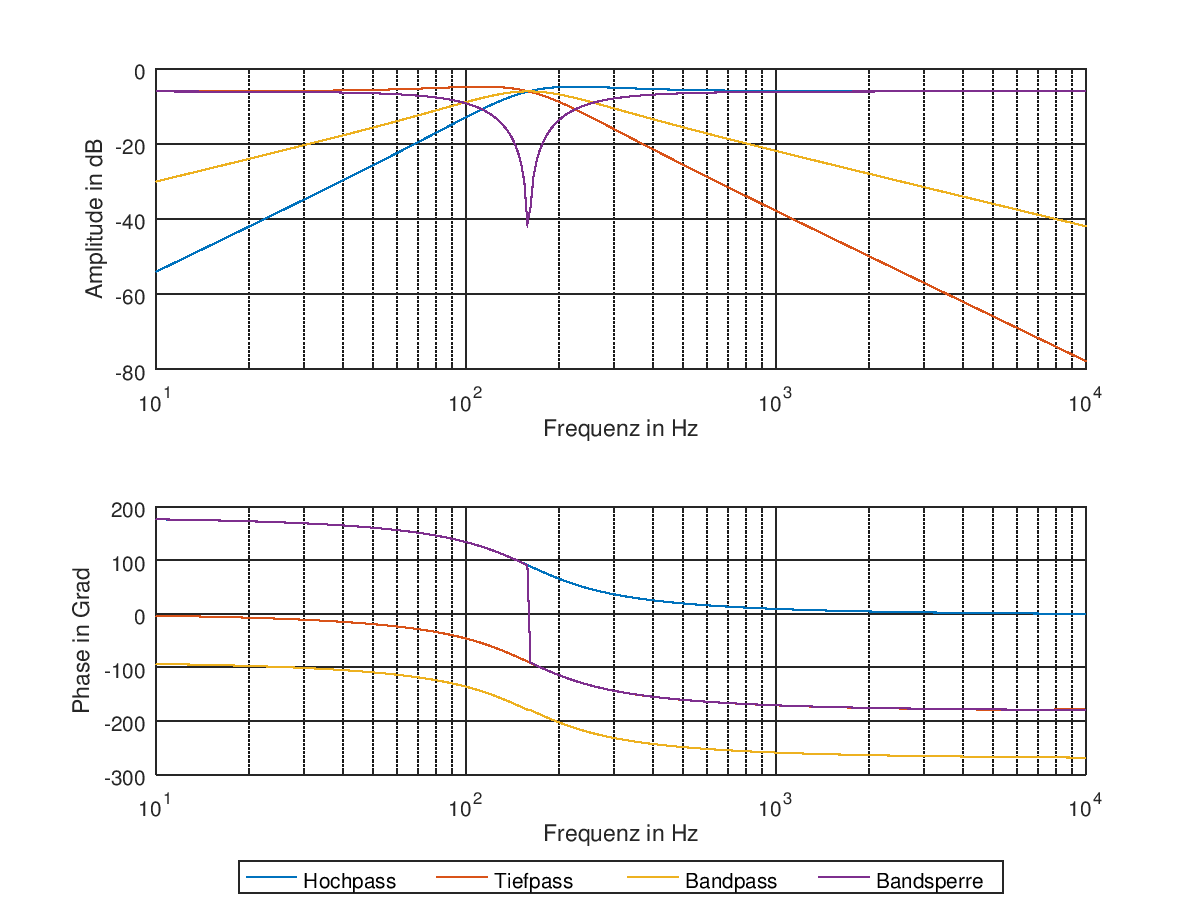 0
-20
-40
-60
-80
Amplitude in dB
10^1 10^2 10^3 10^4
Frequenz in Hz
200
100
0
-100
-200
-300
Phase in Grad
10^1 10^2 10^3 10^4
Frequenz in Hz
Hochpass Tiefpass Bandpass Bandsperre